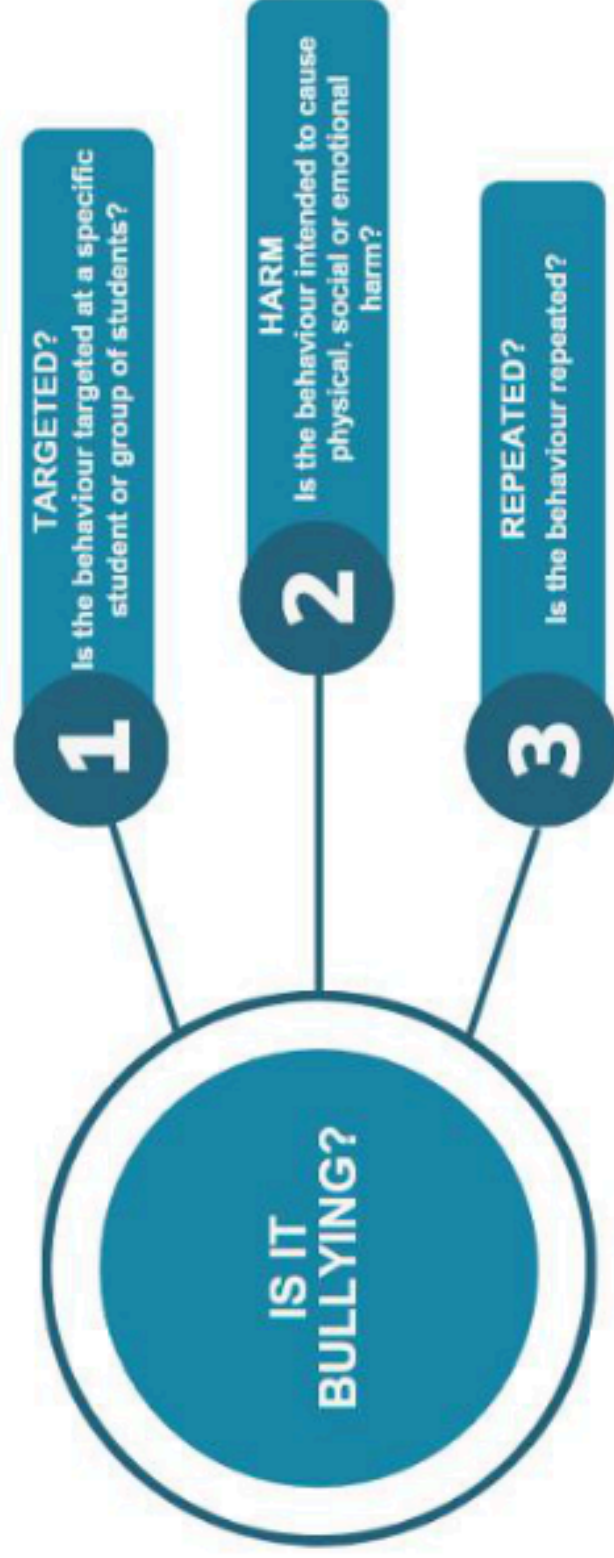 IS IT
BULLYING?
1
TARGETED?
Is the behaviour targeted at a specific
student or group of students?
2
HARM
Is the behaviour intended to cause
physical, social or emotional
harm?
3
REPEATED?
Is the behaviour repeated?